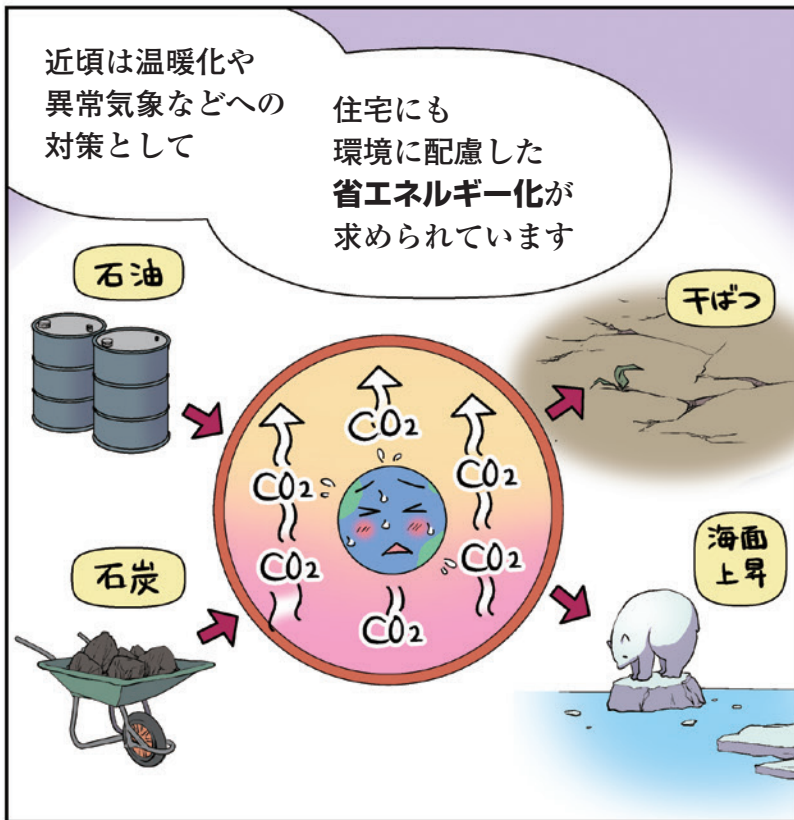 近頃は温暖化や
異常気象などへの
対策として
住宅にも
環境に配慮した
省エネルギー化が
求められています
石油
干ばつ
CO2
CO2
CO2
CO2
CO2
CO2
石炭
海面
上昇